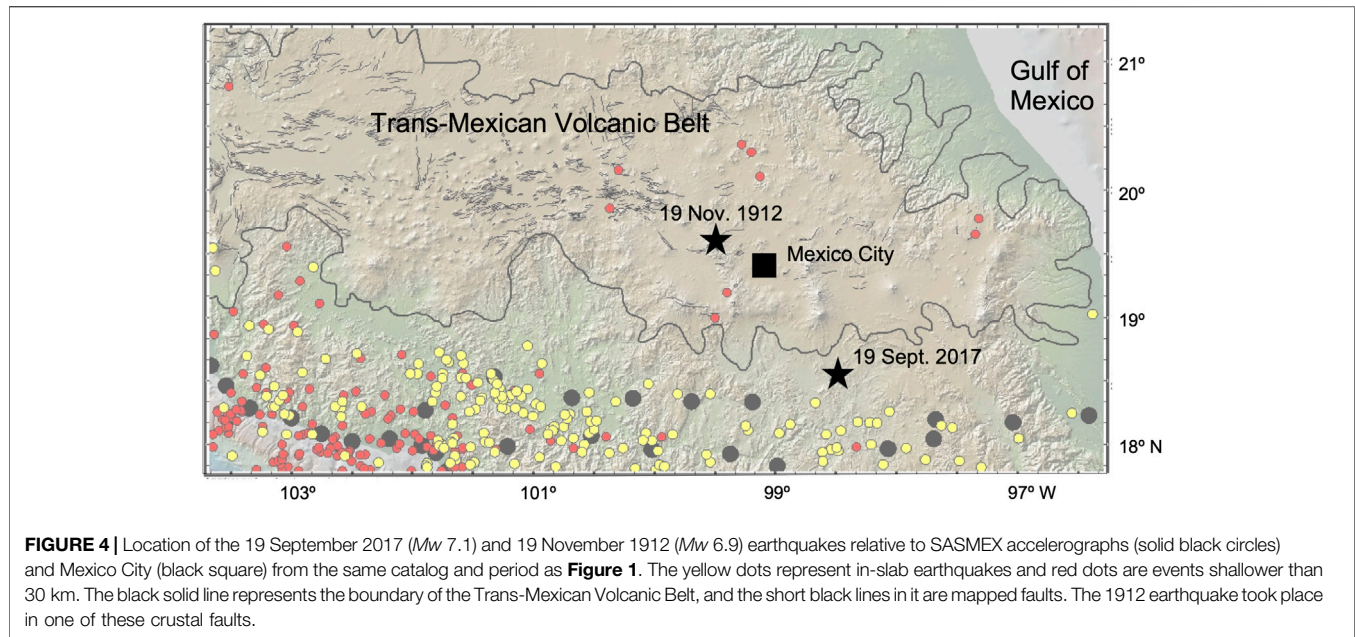 Gulf of
Mexico
21º
Trans-Mexican Volcanic Belt
20º
19 Nov. 1912
Mexico City
19º
19 Sept. 2017
18º N
103º 101º 99º 97º W
FIGURE 4 | Location of the 19 September 2017 (Mw 7.1) and 19 November 1912 (Mw 6.9) earthquakes relative to SASMEX accelerographs (solid black circles)
and Mexico City (black square) from the same catalog and period as Figure 1. The yellow dots represent in-slab earthquakes and red dots are events shallower than
30 km. The black solid line represents the boundary of the Trans-Mexican Volcanic Belt, and the short black lines in it are mapped faults. The 1912 earthquake took place
in one of these crustal faults.